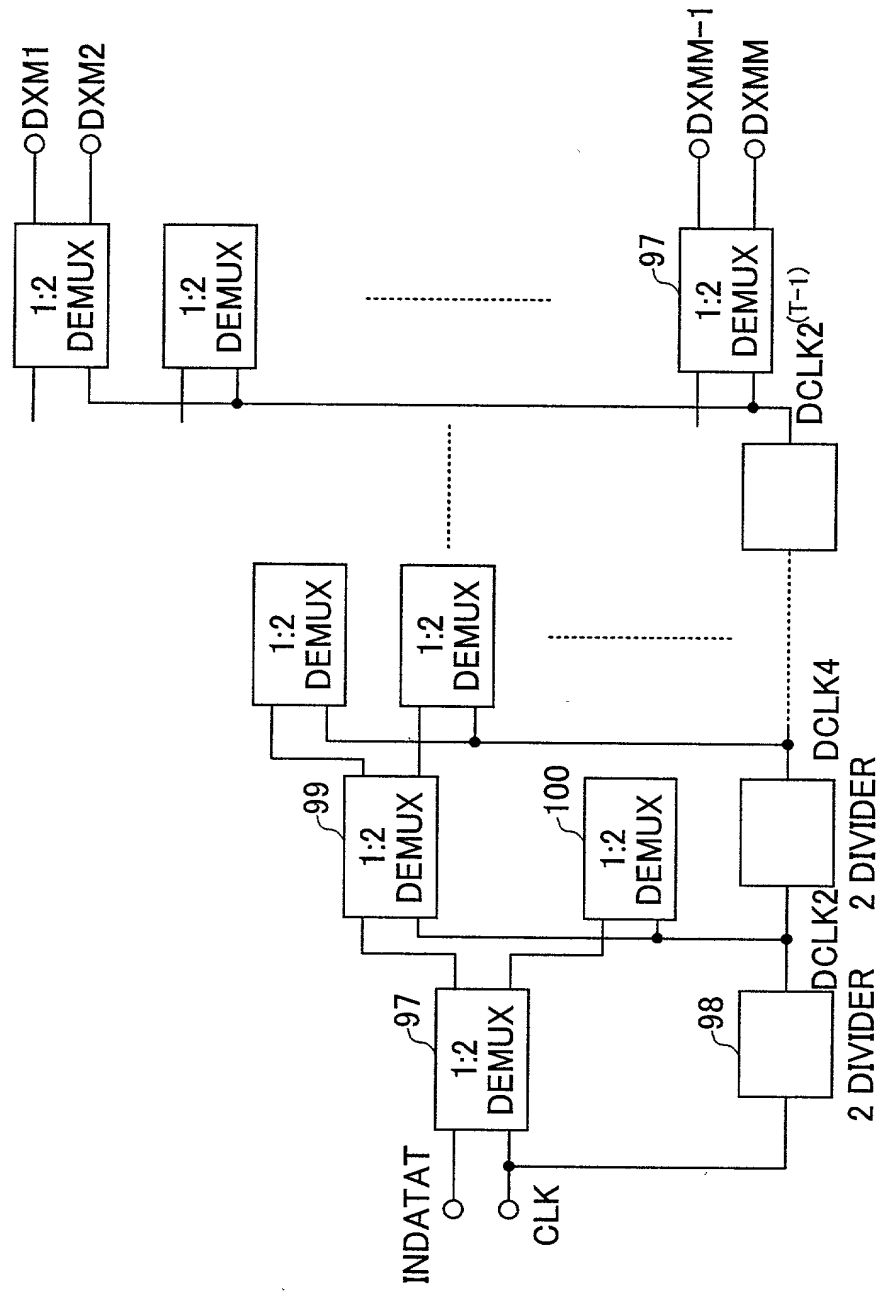 INDATAT
CLK
97
1:2
DEMUX
98
2 DIVIDER
DCLK2
99
1:2
DEMUX
100
1:2
DEMUX
2 DIVIDER
DCLK4
1:2
DEMUX
1:2
DEMUX
DCLK2(T-1)
1:2
DEMUX
DXM1
DXM2
1:2
DEMUX
97
1:2
DEMUX
DXMM-1
DXMM